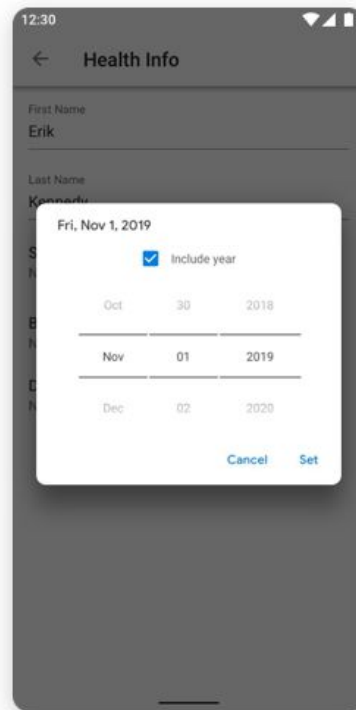 12:30
Health Info
First Name
Erik
Last Name
Kennedy
Fri, Nov 1, 2019
Include year
Oct 30 2018
Nov 01 2019
Dec 02 2020
Cancel Set